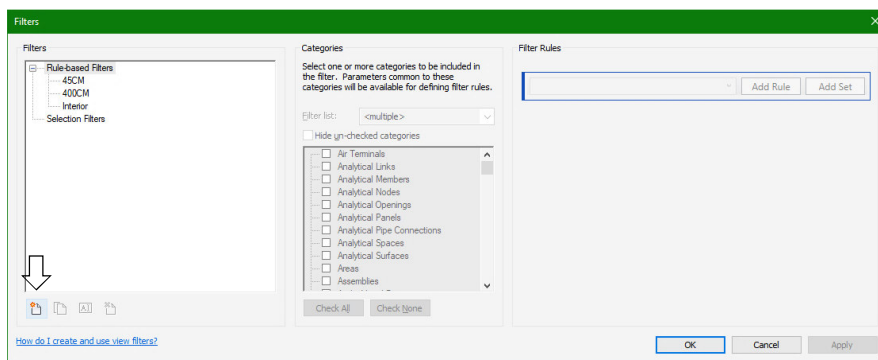 Filters
Filters
Rule-based Filters
45CM
400CM
Interior
Selection Filters
How do I create and use view filters?
Categories
Select one or more categories to be included in
the filter. Parameters common to these
categories will be available for defining filter rules.
Filter list:
<multiple>
Hide un-checked categories
Air Terminals
Analytical Links
Analytical Members
Analytical Nodes
Analytical Openings
Analytical Panels
Analytical Pipe Connections
Analytical Spaces
Analytical Surfaces
Areas
Assemblies
Check All
Check None
Filter Rules
Add Rule
Add Set
OK
Cancel
Apply